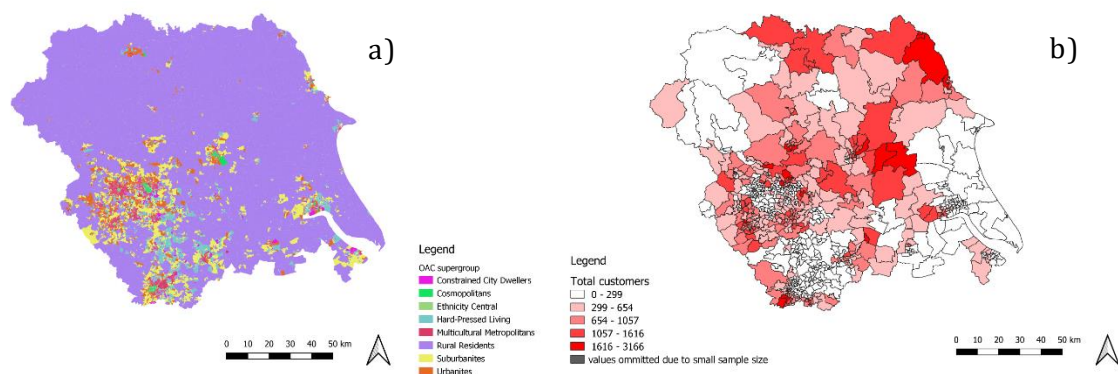 a)
Legend
OAC supergroup
Constrained City Dwellers
Cosmopolitans
Ethnicity Central
Hard-Pressed Living
Multicultural Metropolitans
Rural Residents
Suburbanites
Urbanites
0 10 20 30 40 50 km
b)
Legend
Total customers
0 - 299
299 - 654
654 - 1057
1057 - 1616
1616 - 3166
values ommitted due to small sample size
0 10 20 30 40 50 km